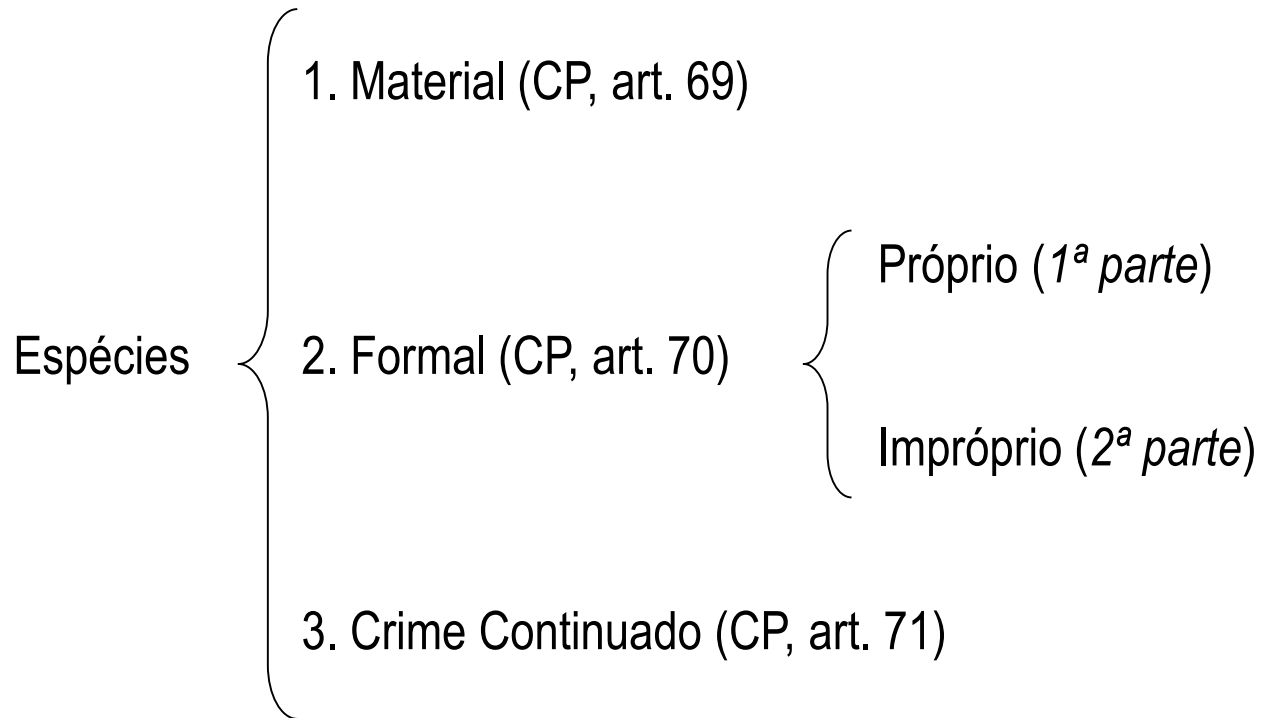 Espécies
1. Material (CP, art. 69)
2. Formal (CP, art. 70)
Próprio (1ª parte)
Impróprio (2ª parte)
3. Crime Continuado (CP, art. 71)